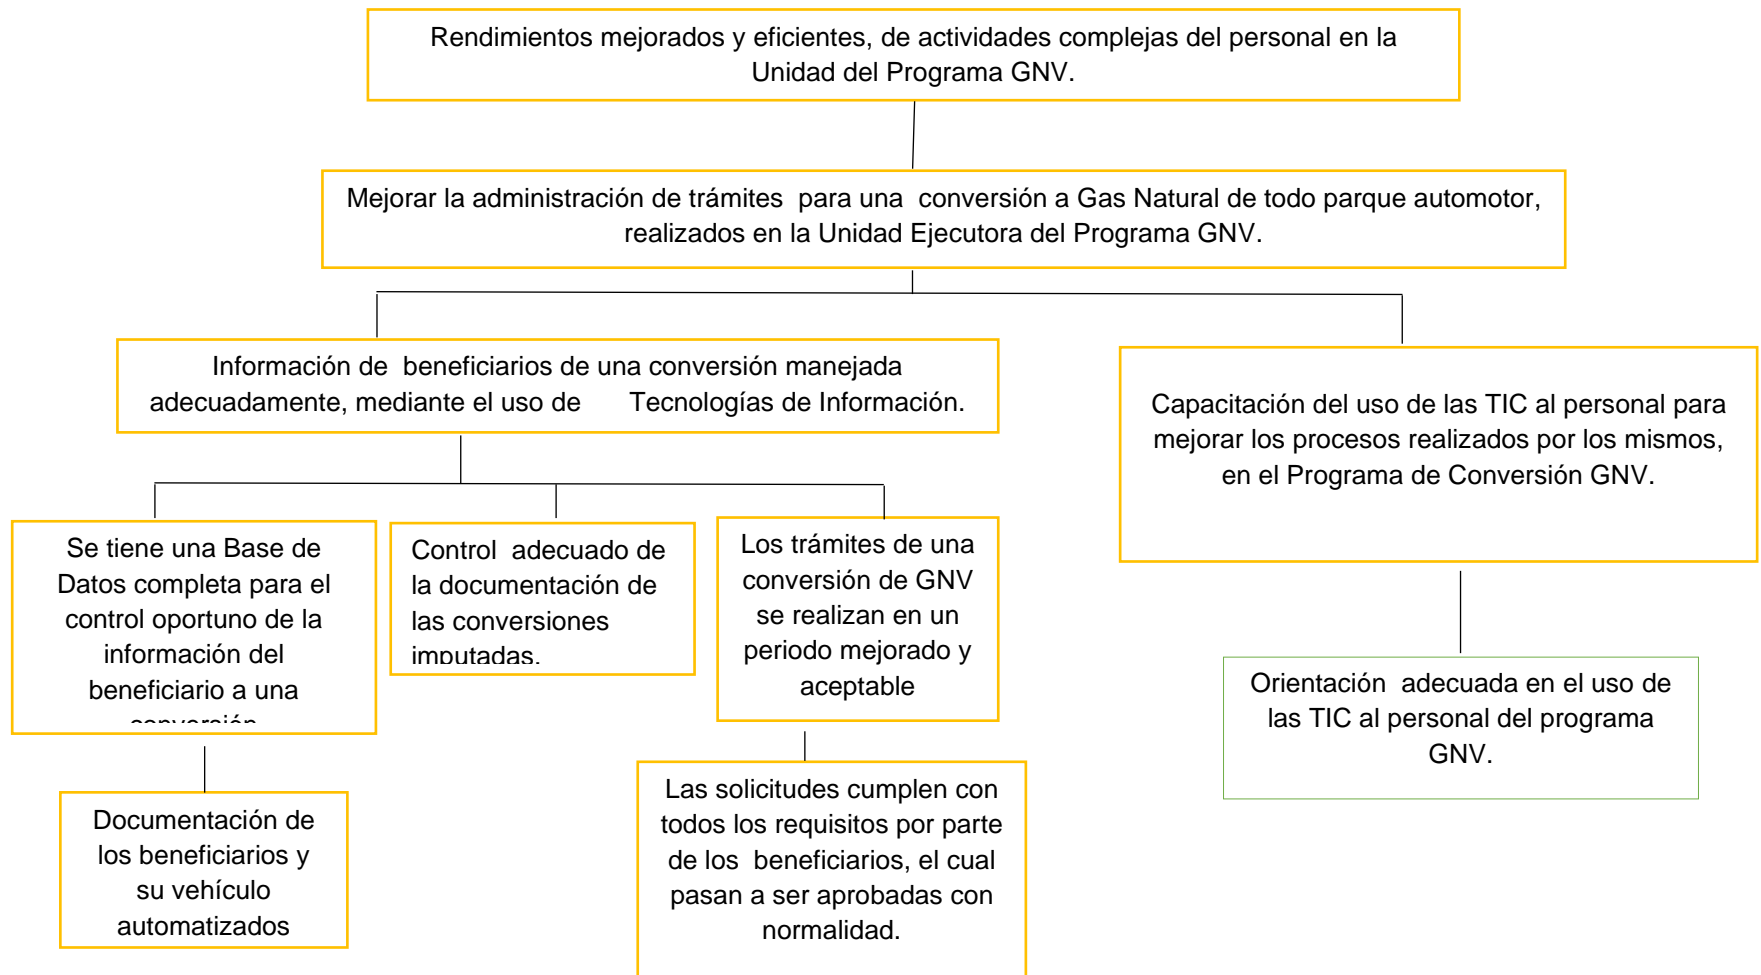 Rendimientos mejorados y eficientes, de actividades complejas del personal en la
Unidad del Programa GNV.
Mejorar la administración de trámites para una conversión a Gas Natural de todo parque automotor,
realizados en la Unidad Ejecutora del Programa GNV.
Información de beneficiarios de una conversión manejada
adecuadamente, mediante el uso de Tecnologías de Información.
Capacitación del uso de las TIC al personal para
mejorar los procesos realizados por los mismos,
en el Programa de Conversión GNV.
Se tiene una Base de
Datos completa para el
control oportuno de la
información del
beneficiario a una
conversión
Control adecuado de
la documentación de
las conversiones
imputadas.
Los trámites de una
conversión de GNV
se realizan en un
periodo mejorado y
aceptable
Orientación adecuada en el uso de
las TIC al personal del programa
GNV.
Documentación de
los beneficiarios y
su vehículo
automatizados
Las solicitudes cumplen con
todos los requisitos por parte
de los beneficiarios, el cual
pasan a ser aprobadas con
normalidad.